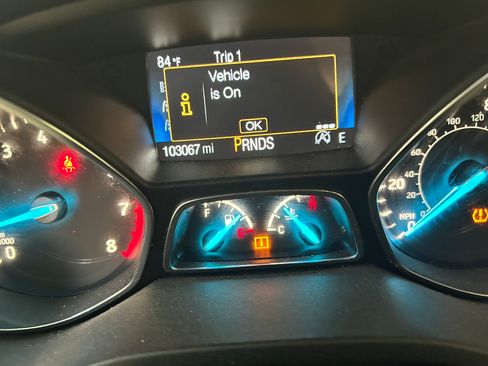 84 °F Trip 1
Vehicle
is On
i
OK
103067 mi PRNDS E
3
4
7
8
0
F
C
20
40
60
80
100
120
MPH
0